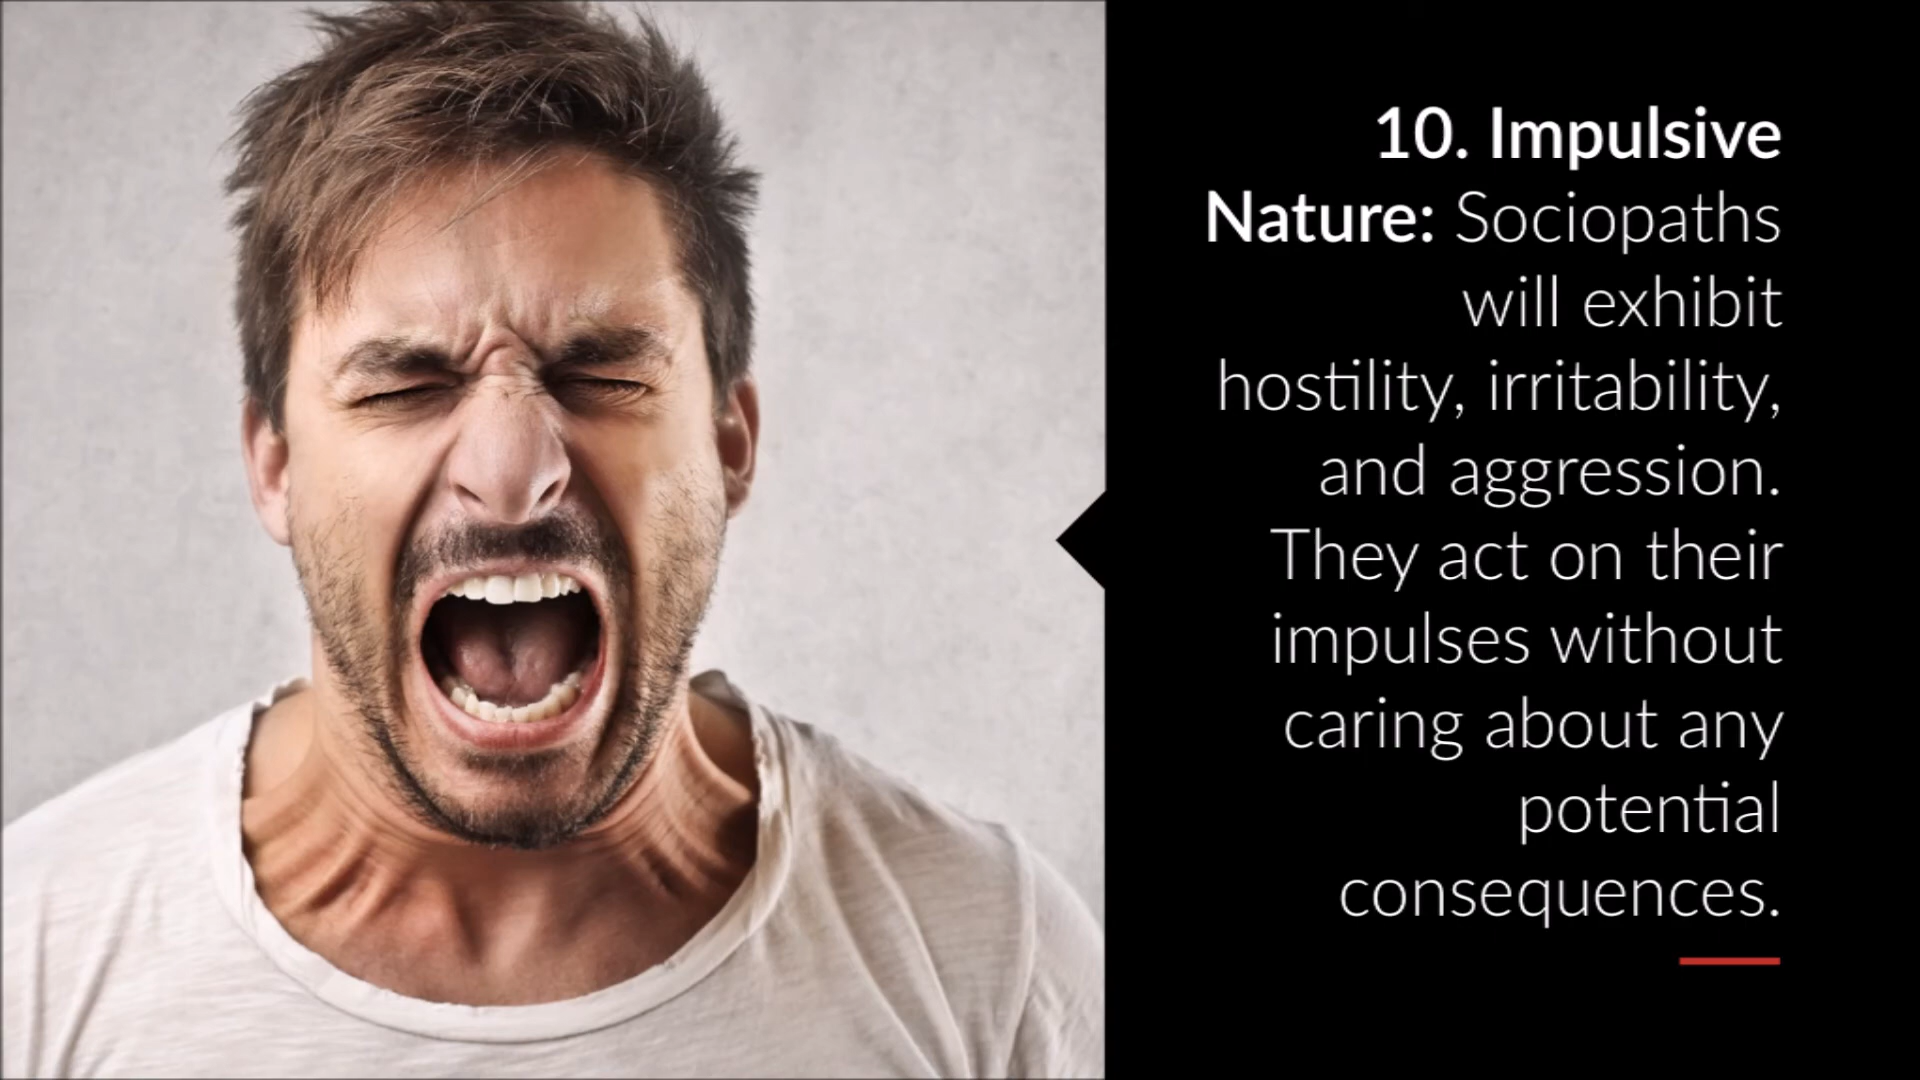 10. Impulsive
Nature: Sociopaths
will exhibit
hostility, irritability,
and aggression.
They act on their
impulses without
caring about any
potential
consequences.